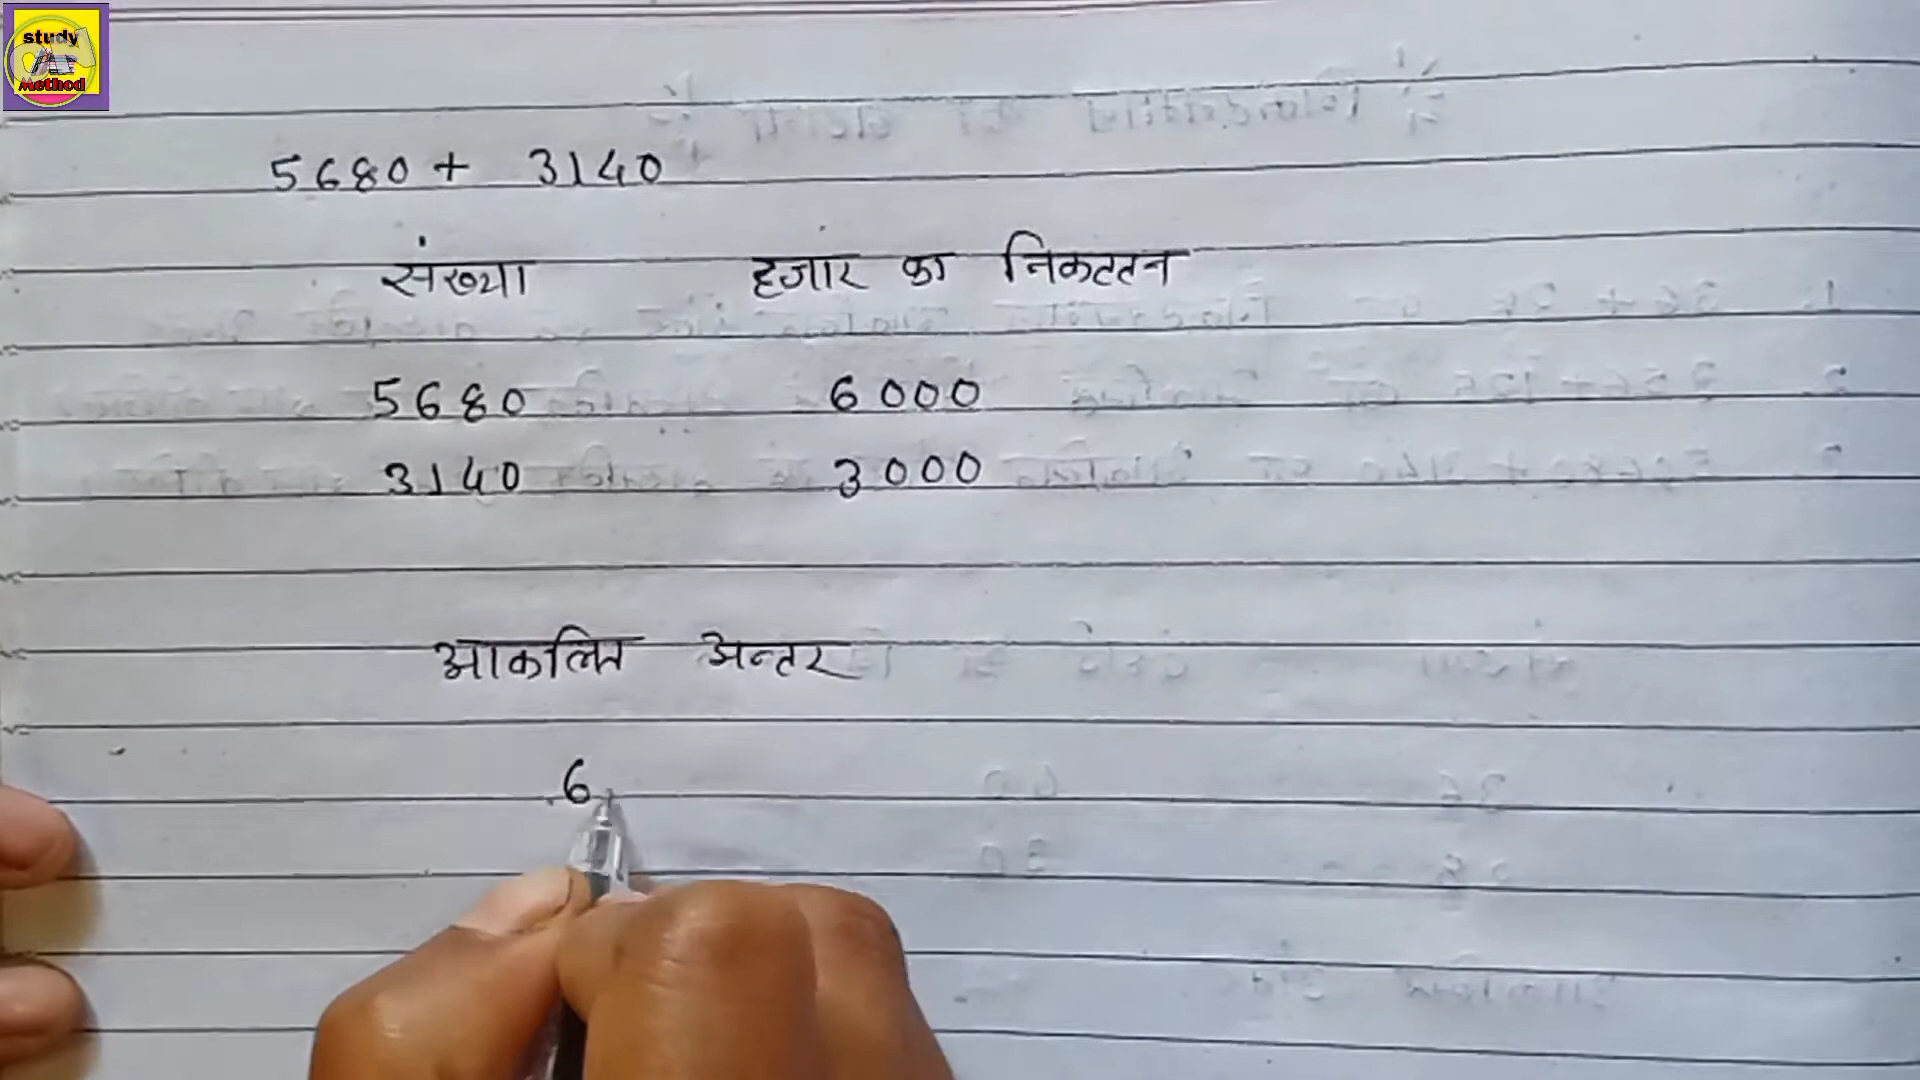 study
Method
5680 + 3140
संख्या हजार का निकटतन
5680 6000
3140 3000
आकलित अन्तर
6